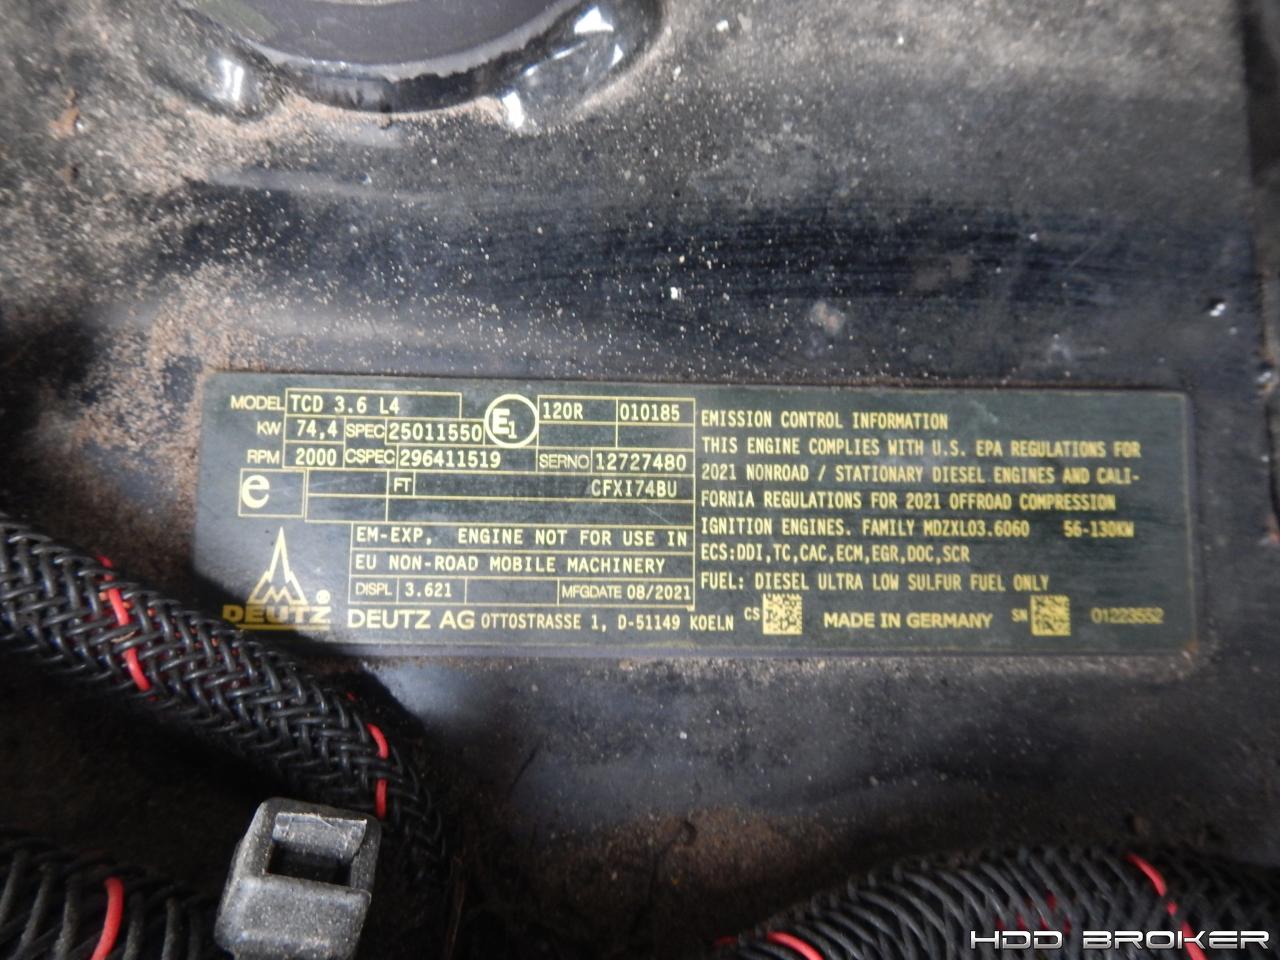 MODEL TCD 3.6 L4
KW 74,4 SPEC 25011550 E1 120R 010185
RPM 2000 CSPEC 296411519 SERNO 12727480
e FT CFXI74BU
EM-EXP, ENGINE NOT FOR USE IN
EU NON-ROAD MOBILE MACHINERY
DISPL 3.621 MFGDATE 08/2021
DEUTZ ®
DEUTZ AG OTTOSTRASSE 1, D-51149 KOELN
EMISSION CONTROL INFORMATION
THIS ENGINE COMPLIES WITH U.S. EPA REGULATIONS FOR
2021 NONROAD / STATIONARY DIESEL ENGINES AND CALI-
FORNIA REGULATIONS FOR 2021 OFFROAD COMPRESSION
IGNITION ENGINES. FAMILY MDZXL03.6060 56-130KW
ECS:DDI,TC,CAC,ECM,EGR,DOC,SCR
FUEL: DIESEL ULTRA LOW SULFUR FUEL ONLY
CS MADE IN GERMANY SN 01223552
HDD BROKER